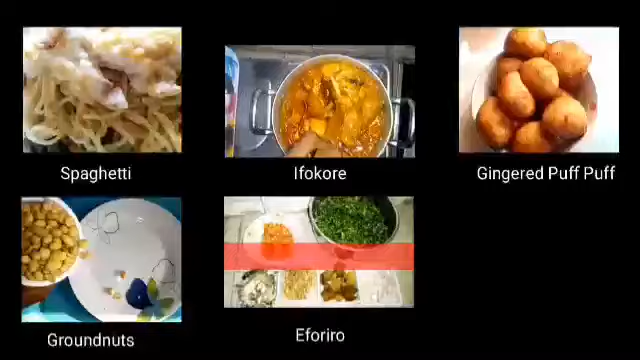 Spaghetti
Ifokore
Gingered Puff Puff
Groundnuts
Eforiro